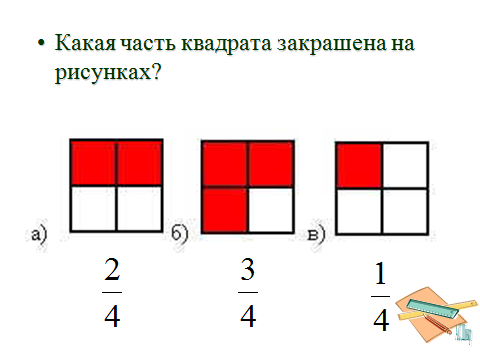 • Какая часть квадрата закрашена на
рисунках?
а) б) в)
2/4 3/4 1/4